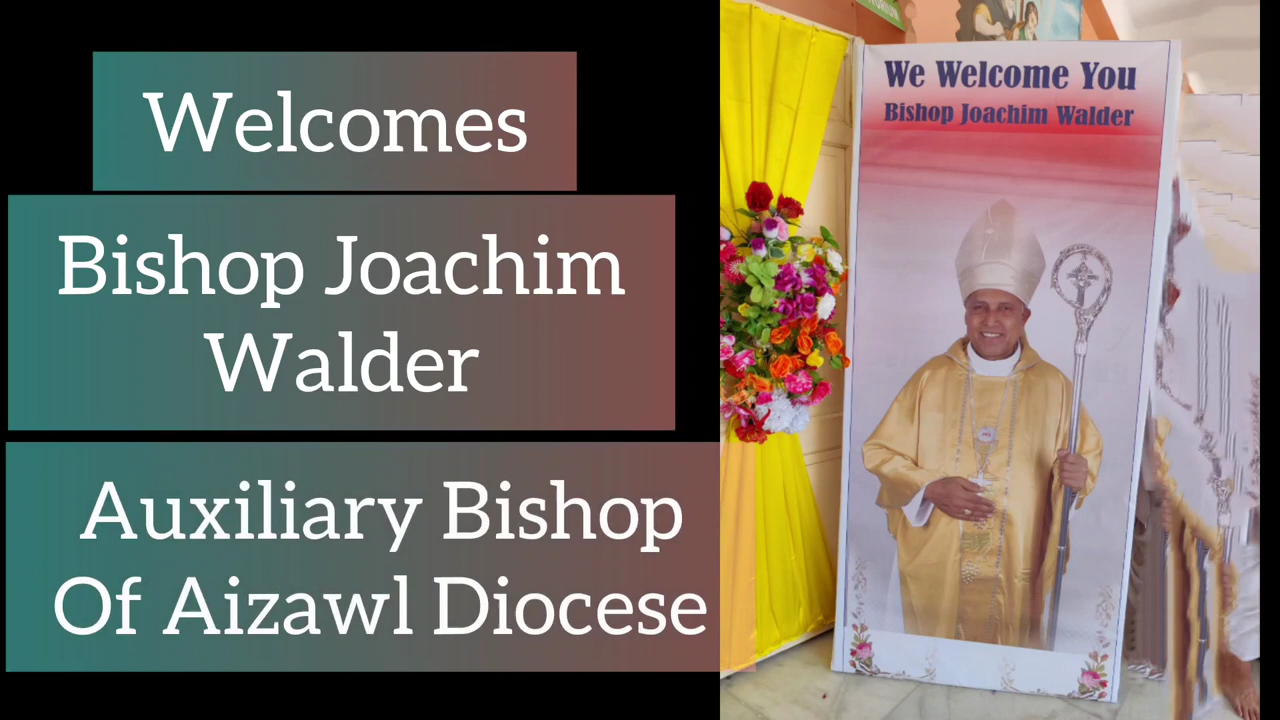 Welcomes
Bishop Joachim
Walder
Auxiliary Bishop
Of Aizawl Diocese
We Welcome You
Bishop Joachim Walder